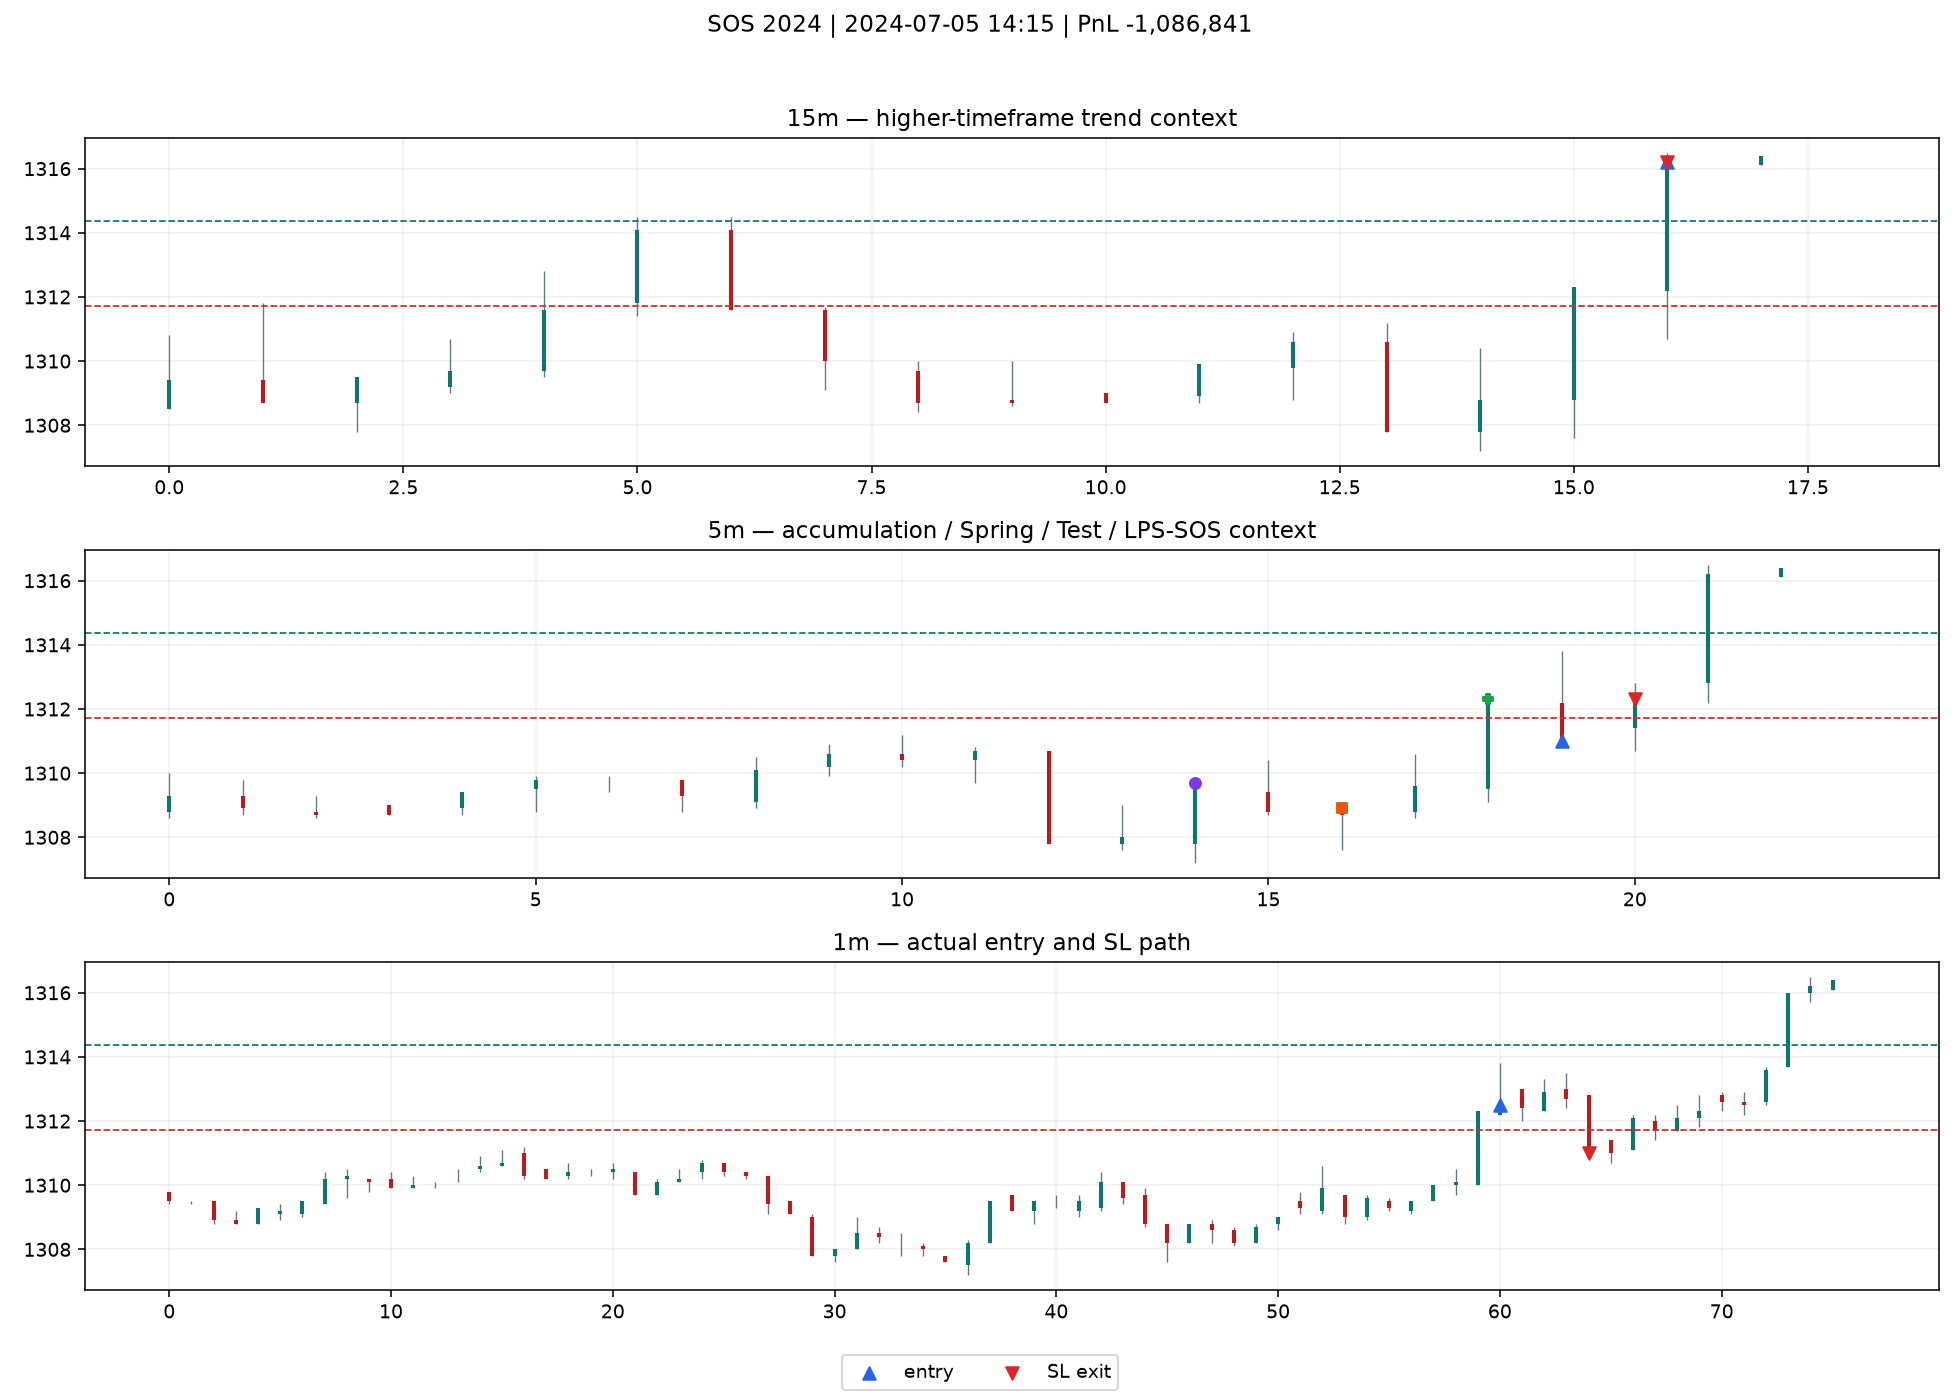 SOS 2024 | 2024-07-05 14:15 | PnL -1,086,841
15m — higher-timeframe trend context
1316
1314
1312
1310
1308
0.0 2.5 5.0 7.5 10.0 12.5 15.0 17.5
5m — accumulation / Spring / Test / LPS-SOS context
1316
1314
1312
1310
1308
0 5 10 15 20
1m — actual entry and SL path
1316
1314
1312
1310
1308
0 10 20 30 40 50 60 70
entry SL exit